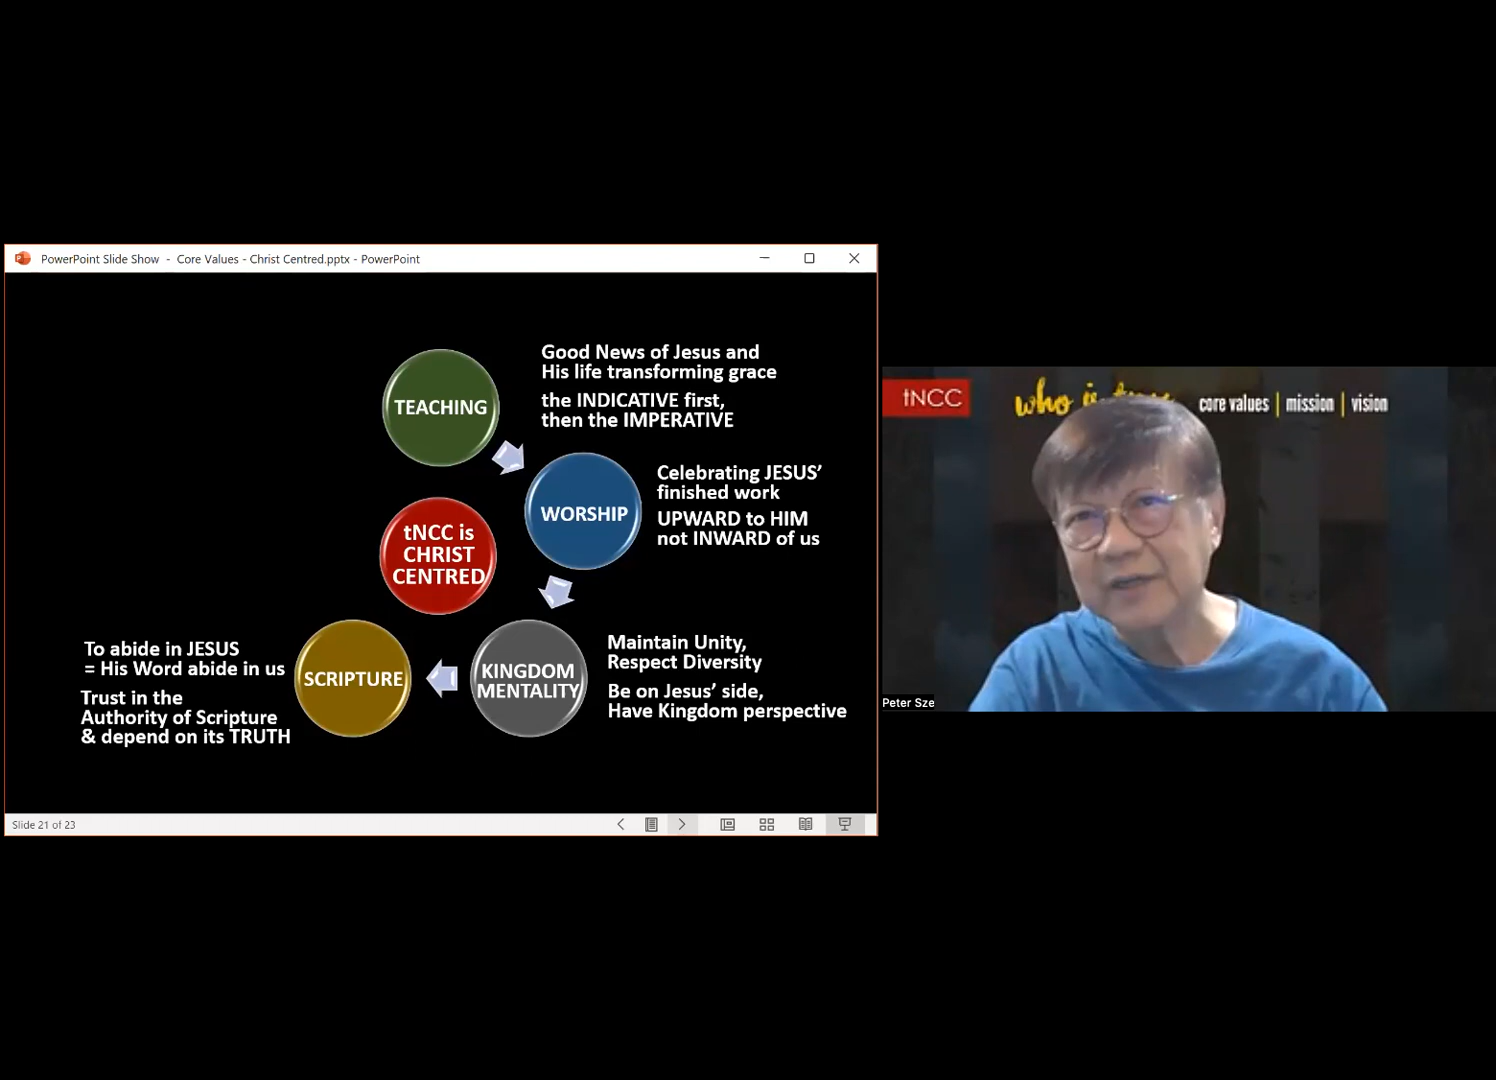 PowerPoint Slide Show - Core Values - Christ Centred.pptx - PowerPoint
TEACHING
Good News of Jesus and
His life transforming grace
the INDICATIVE first,
then the IMPERATIVE
WORSHIP
Celebrating JESUS’
finished work
UPWARD to HIM
not INWARD of us
tNCC is
CHRIST
CENTRED
KINGDOM
MENTALITY
Maintain Unity,
Respect Diversity
Be on Jesus’ side,
Have Kingdom perspective
SCRIPTURE
To abide in JESUS
= His Word abide in us
Trust in the
Authority of Scripture
& depend on its TRUTH
Slide 21 of 23
tNCC
who is
core values | mission | vision
Peter Sze